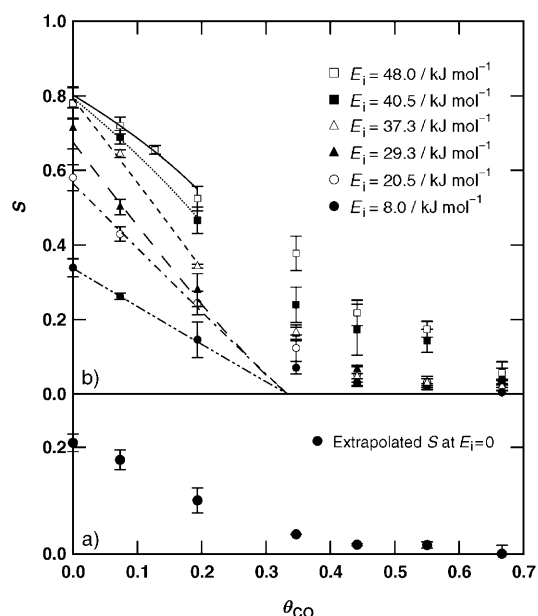 1.0
0.8
0.6
0.4
0.2
0.0
S
□ E_i = 48.0 / kJ mol⁻¹
■ E_i = 40.5 / kJ mol⁻¹
△ E_i = 37.3 / kJ mol⁻¹
▲ E_i = 29.3 / kJ mol⁻¹
○ E_i = 20.5 / kJ mol⁻¹
● E_i = 8.0 / kJ mol⁻¹
b)
● Extrapolated S at E_i=0
0.2
0.0
a)
0.0 0.1 0.2 0.3 0.4 0.5 0.6 0.7
θ_CO